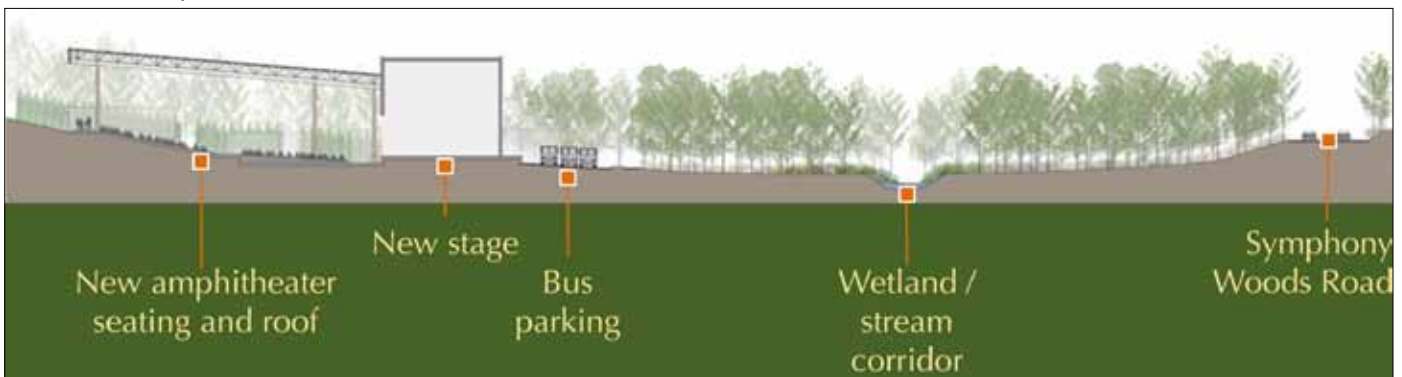 New amphitheater
seating and roof
New stage
Bus
parking
Wetland /
stream
corridor
Symphony
Woods Road